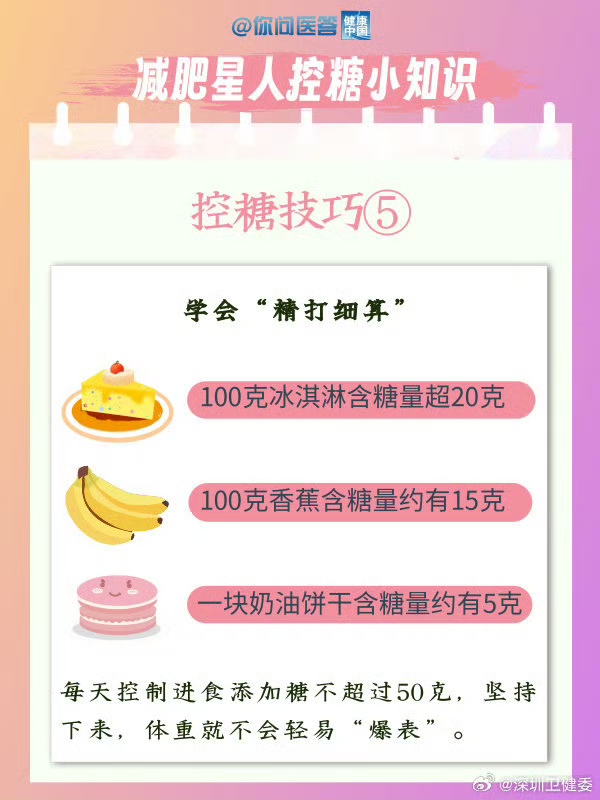 @你问医答 健康中国
减肥星人控糖小知识
控糖技巧⑤
学会“精打细算”
100克冰淇淋含糖量超20克
100克香蕉含糖量约有15克
一块奶油饼干含糖量约有5克
每天控制进食添加糖不超过50克，坚持
下来，体重就不会轻易“爆表”。
@深圳卫健委